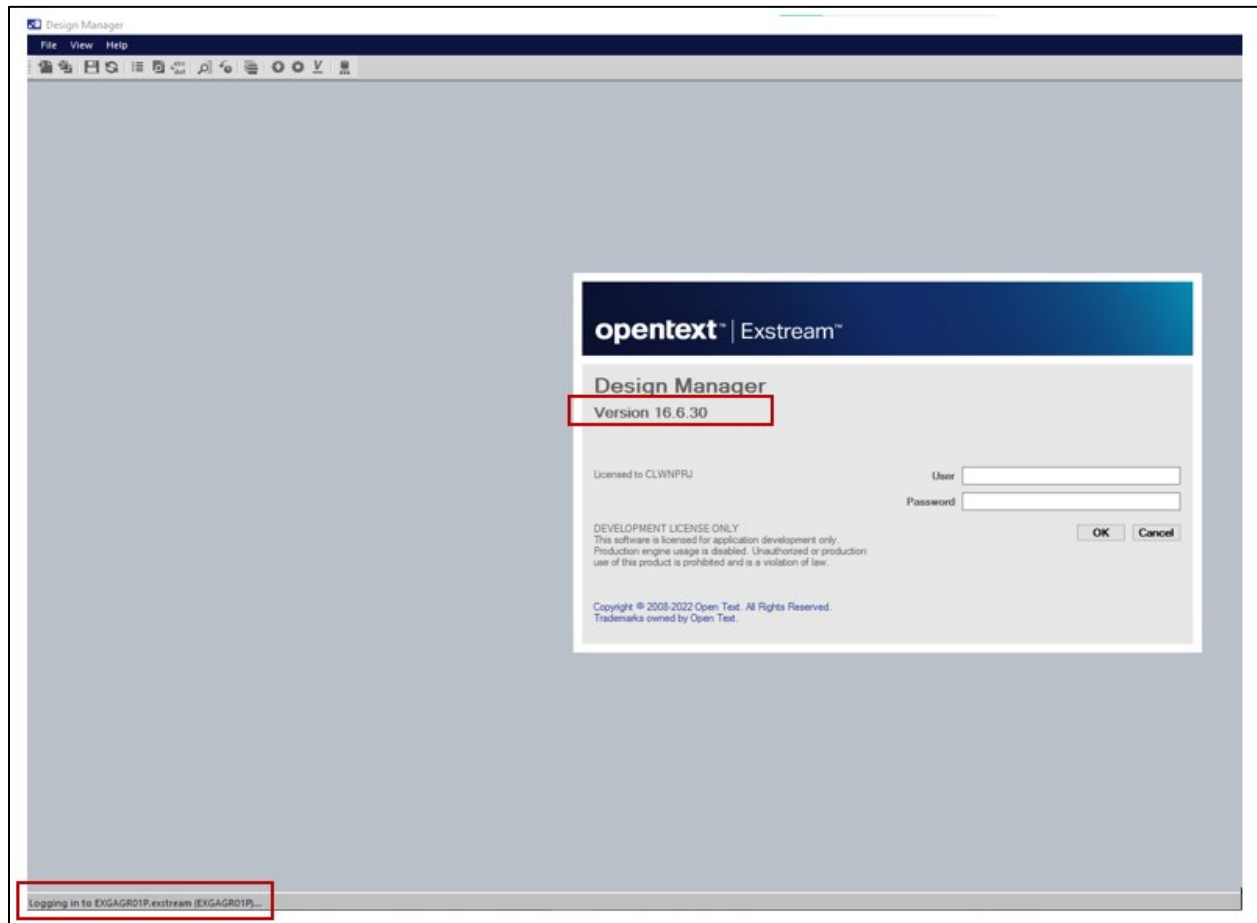 Design Manager
File View Help
opentext™ | Exstream™
Design Manager
Version 16.6.30
Licensed to CLWNPRJ
User
Password
DEVELOPMENT LICENSE ONLY
This software is licensed for application development only.
Production engine usage is disabled. Unauthorized or production
use of this product is prohibited and is a violation of law.
OK Cancel
Copyright © 2008-2022 Open Text. All Rights Reserved.
Trademarks owned by Open Text.
Logging in to EXGAGR01P.exstream (EXGAGR01P)...